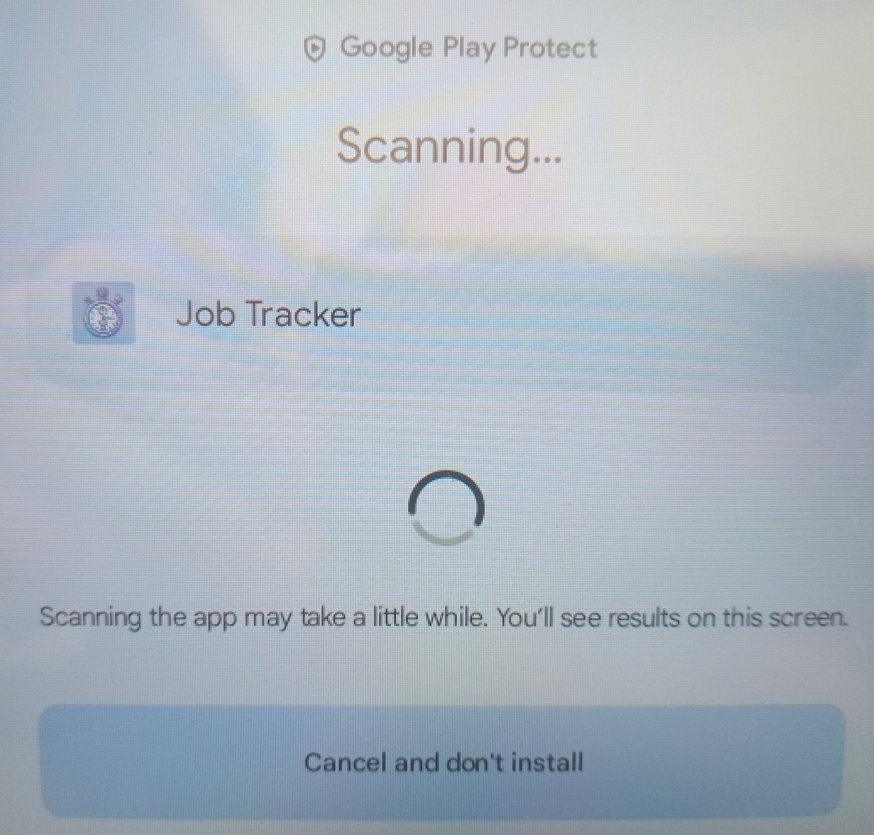 Google Play Protect
Scanning...
Job Tracker
Scanning the app may take a little while. You'll see results on this screen.
Cancel and don't install